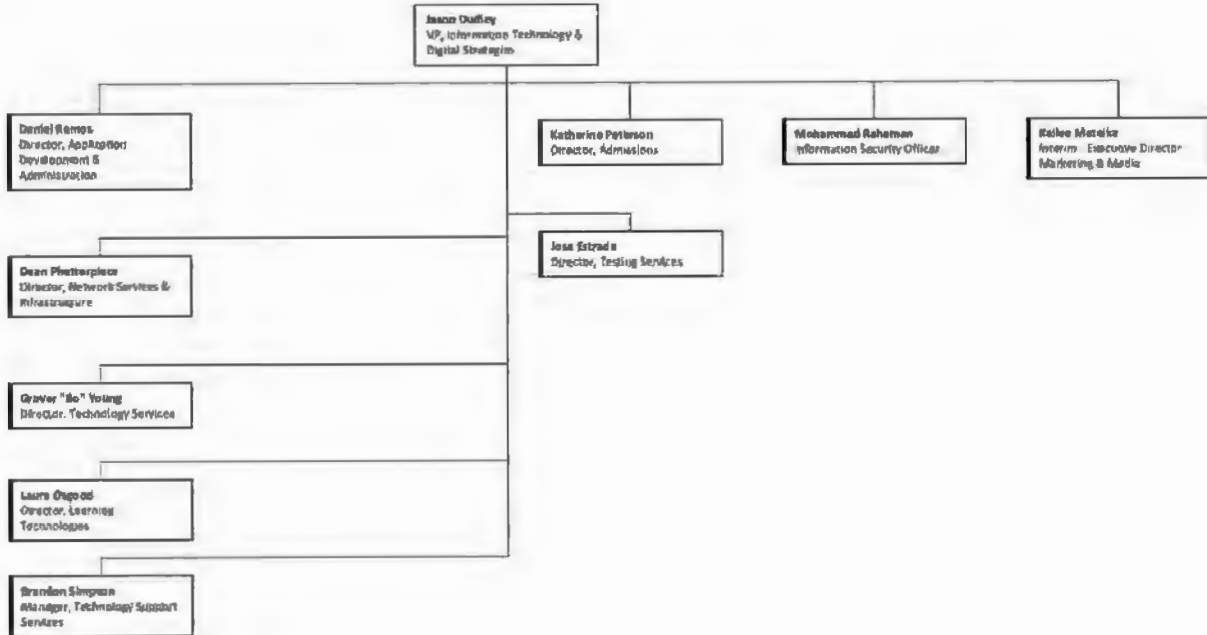 Jason Dudley
VP, Information Technology &
Digital Strategies
Daniel Ramos
Director, Application
Development &
Administration
Katherine Peterson
Director, Admissions
Mohammad
Information Security Officer
Interim - Executive Director
Marketing & Media
Dean
Director, Network Services &
Infrastructure
Jose Estrada
Director, Testing Services
Grover "Bo" Young
Director, Technology Services
Laura Osgood
Director, Learning
Technologies
Brandon Simpson
Manager, Technology Support
Services